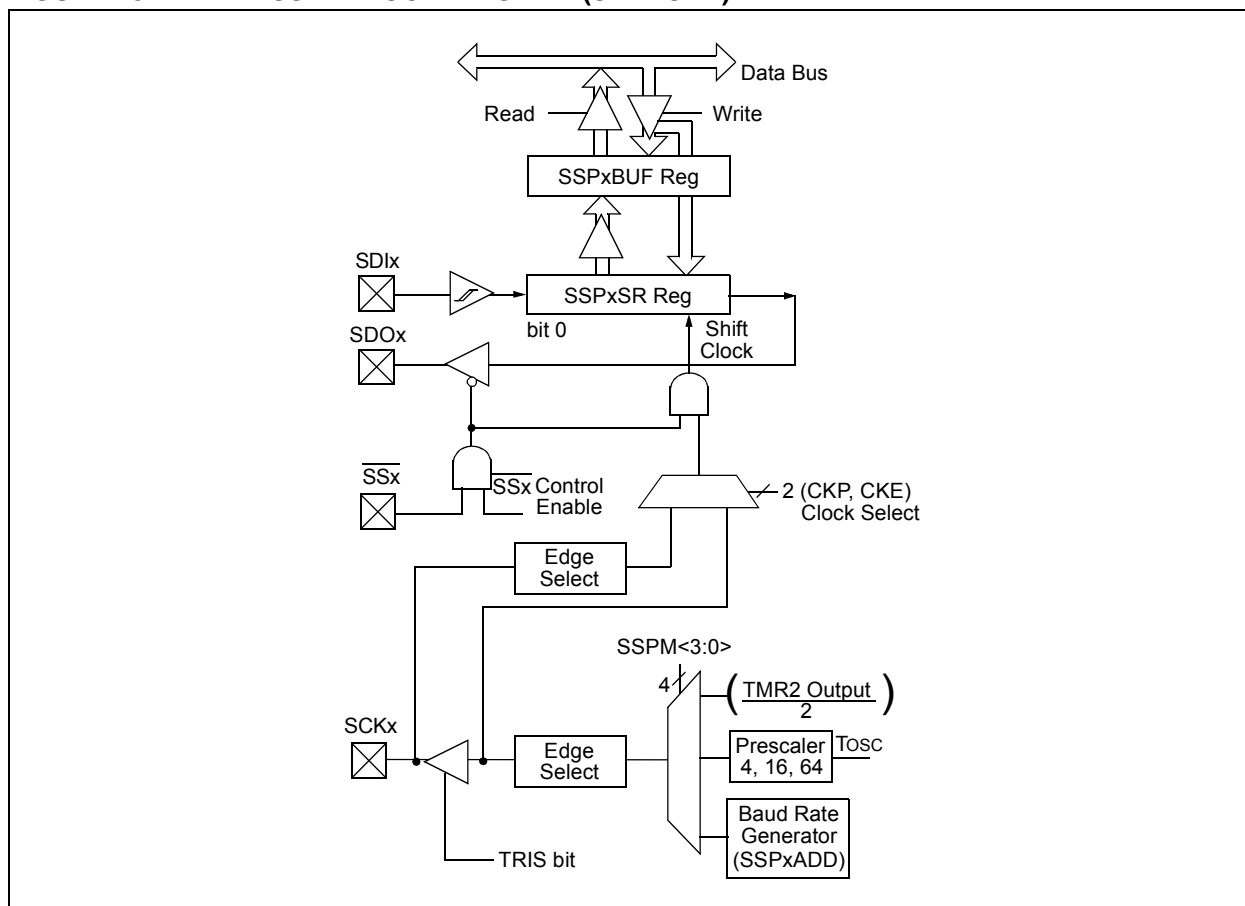 Data Bus
Read
Write
SSPxBUF Reg
SDIx
SSPxSR Reg
bit 0
Shift
Clock
SDOx
SSx
SSx Control
Enable
2 (CKP, CKE)
Clock Select
Edge
Select
SSPM<3:0>
4
(TMR2 Output)
2
SCKx
Edge
Select
Prescaler
4, 16, 64
TOSC
Baud Rate
Generator
(SSPxADD)
TRIS bit